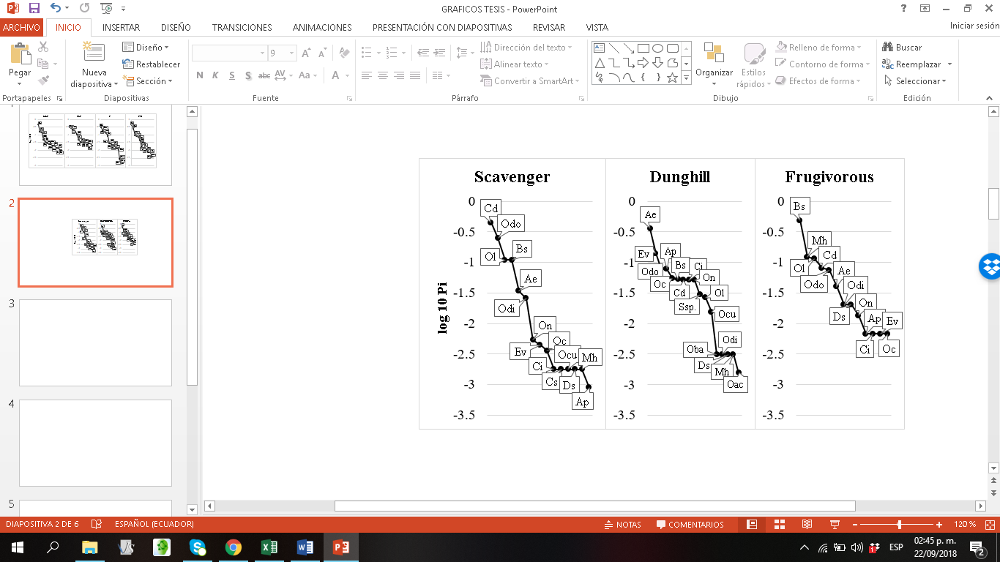 GRAFICOS TESIS - PowerPoint
ARCHIVO INICIO INSERTAR DISEÑO TRANSICIONES ANIMACIONES PRESENTACIÓN CON DIAPOSITIVAS REVISAR VISTA Iniciar sesión
Pegar
Portapapeles
Nueva diapositiva
Diseño
Restablecer
Sección
Diapositivas
9
N K S S abc AV Aa A
Fuente
Párrafo
Dirección del texto
Alinear texto
Convertir a SmartArt
Organizar
Estilos rápidos
Relleno de forma
Contorno de forma
Efectos de forma
Dibujo
Buscar
Reemplazar
Seleccionar
Edición
2
3
4
5
log 10 Pi
Scavenger
0
-0.5
-1
-1.5
-2
-2.5
-3
-3.5
Cd
Odo
Ol
Bs
Ae
Odi
On
Ev
Oc
Ci
Ocu
Cs
Ds
Mh
Ap
Dunghill
0
-0.5
-1
-1.5
-2
-2.5
-3
-3.5
Ae
Ev
Ap
Odo
Bs
Oc
Ci
Cd
On
Ssp.
Ol
Ocu
Oba
Odi
Ds
Mh
Oac
Frugivorous
0
-0.5
-1
-1.5
-2
-2.5
-3
-3.5
Bs
Mh
Ol
Cd
Odo
Ae
Odi
Ds
On
Ap
Ev
Ci
Oc
DIAPOSITIVA 2 DE 6 ESPAÑOL (ECUADOR) NOTAS COMENTARIOS 120 %
ESP
02:45 p. m.
22/09/2018
2